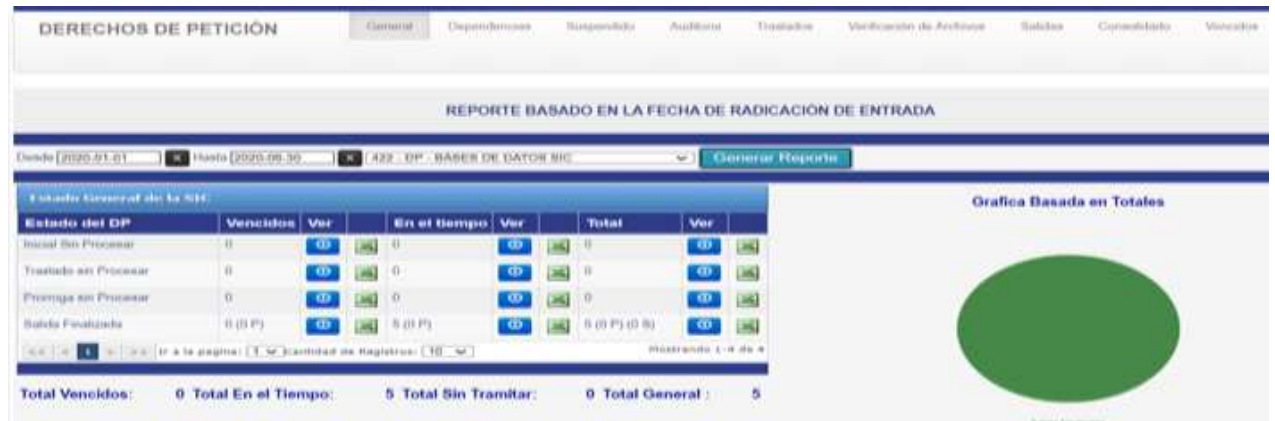 DERECHOS DE PETICIÓN General Dependencias Suspendido Auditoria Traslados Verificación de Archivos Salidas Consolidado Vencidos
REPORTE BASADO EN LA FECHA DE RADICACIÓN DE ENTRADA
Desde 2020-01-01 x Hasta 2020-09-30 x 422 - DP - BASES DE DATOS SIC Generar Reporte
Estado General de la SIC
Estado del DP Vencidos Ver En el tiempo Ver Total Ver
Inicial Sin Procesar 0 0 0
Traslado sin Procesar 0 0 0
Prorroga sin Procesar 0 0 0
Salida Finalizada 0 (0 P) 5 (0 P) 5 (0 P) (0 S)
<< < 1 > >> Ir a la pagina: 1 Cantidad de Registros: 10 Mostrando 1-4 de 4
Total Vencidos: 0 Total En el Tiempo: 5 Total Sin Tramitar: 0 Total General : 5
Grafica Basada en Totales